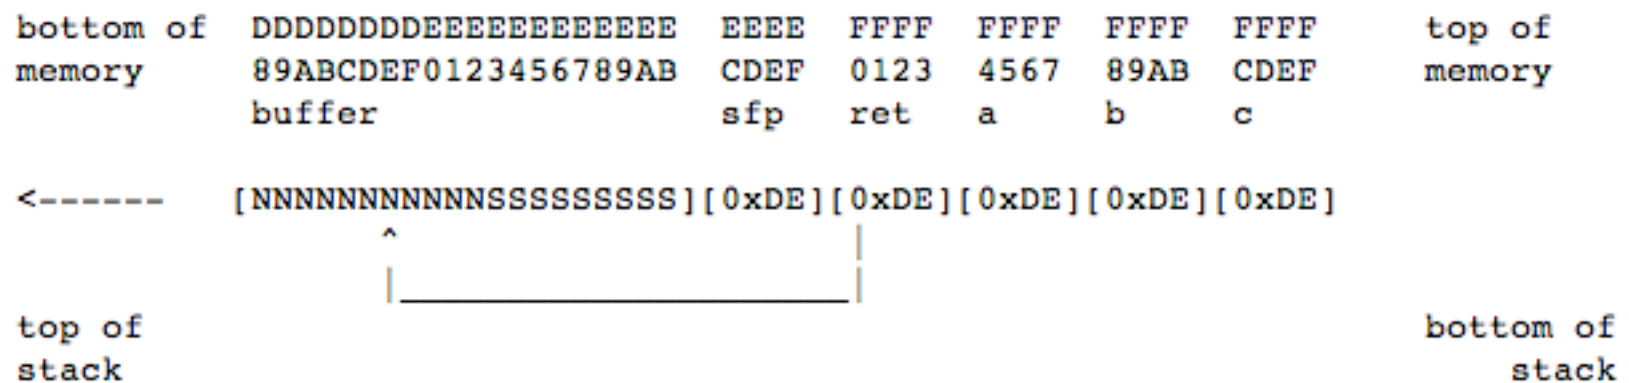 bottom of DDDDDDDDEEEEEEEEEEEE EEEE FFFF FFFF FFFF FFFF top of
memory 89ABCDEF0123456789AB CDEF 0123 4567 89AB CDEF memory
buffer sfp ret a b c
<------ [NNNNNNNNNNNSSSSSSSSS][0xDE][0xDE][0xDE][0xDE][0xDE]
^ |
|_____________________|
top of bottom of
stack stack